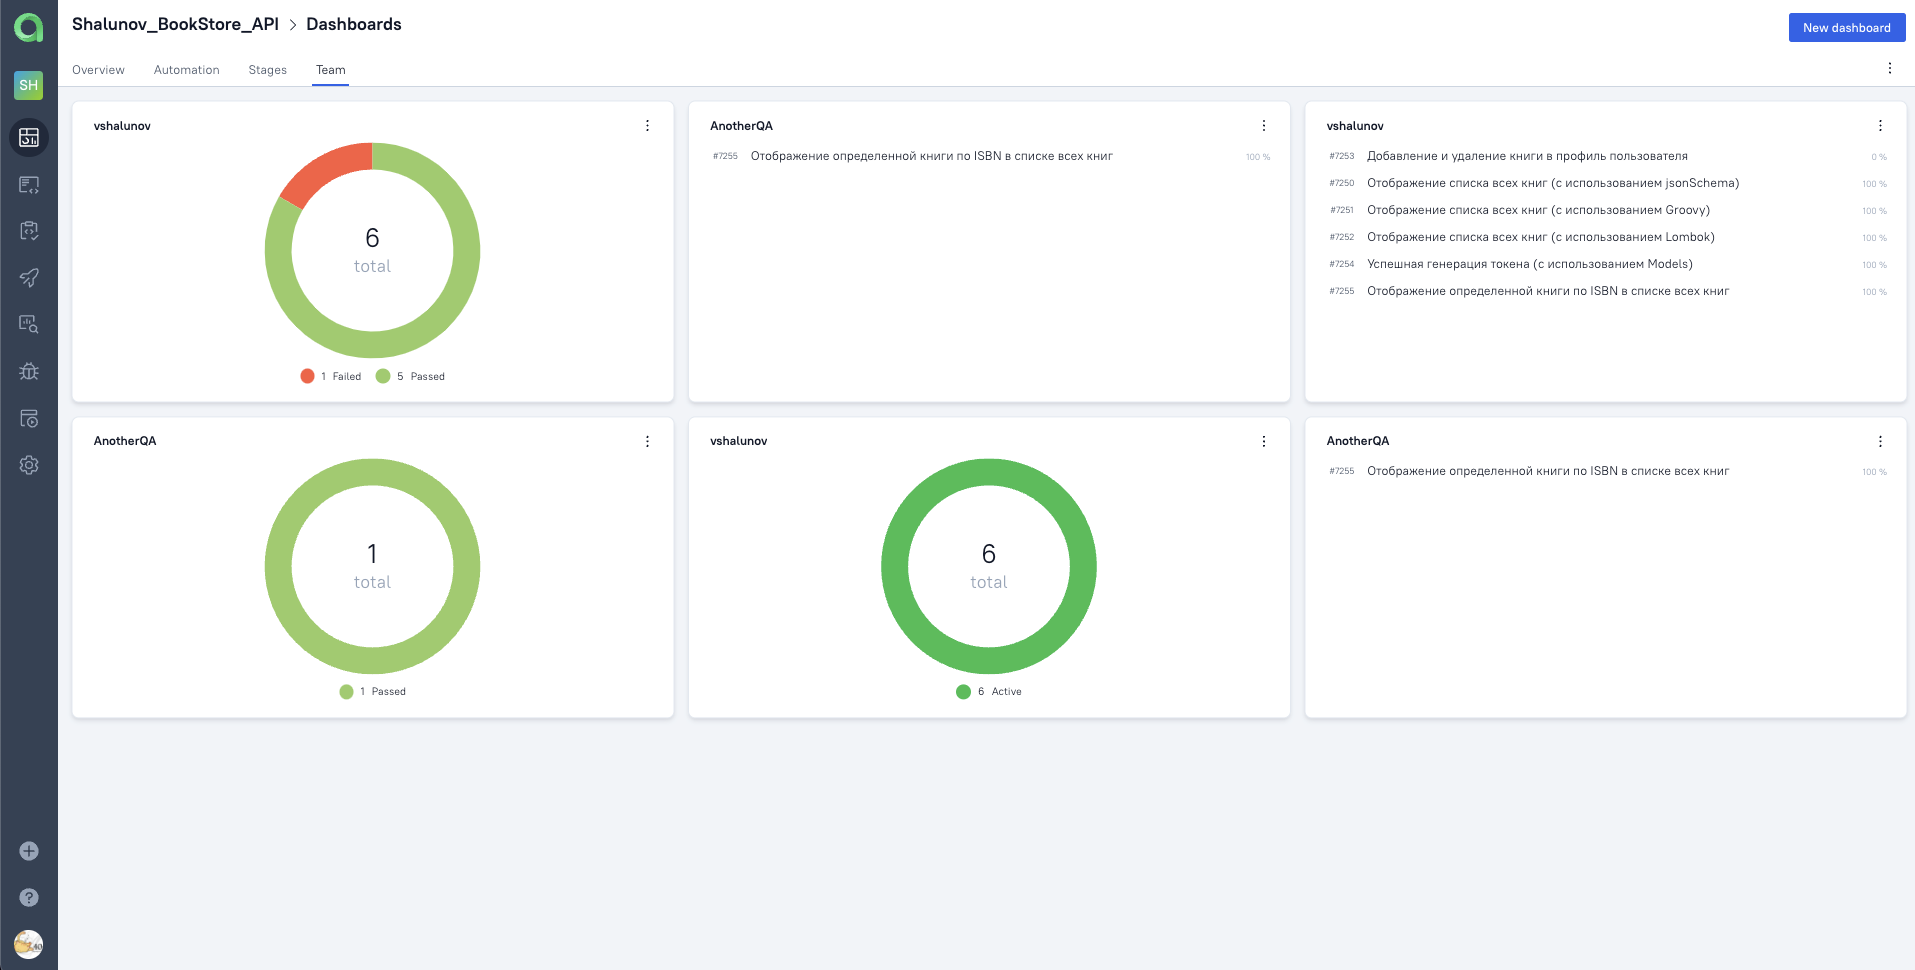 Shalunov_BookStore_API > Dashboards
New dashboard
SH
Overview Automation Stages Team
vshalunov
6
total
1 Failed 5 Passed
AnotherQA
#7255 Отображение определенной книги по ISBN в списке всех книг 100 %
vshalunov
#7253 Добавление и удаление книги в профиль пользователя 0 %
#7250 Отображение списка всех книг (с использованием jsonSchema) 100 %
#7251 Отображение списка всех книг (с использованием Groovy) 100 %
#7252 Отображение списка всех книг (с использованием Lombok) 100 %
#7254 Успешная генерация токена (с использованием Models) 100 %
#7255 Отображение определенной книги по ISBN в списке всех книг 100 %
AnotherQA
1
total
1 Passed
vshalunov
6
total
6 Active
AnotherQA
#7255 Отображение определенной книги по ISBN в списке всех книг 100 %